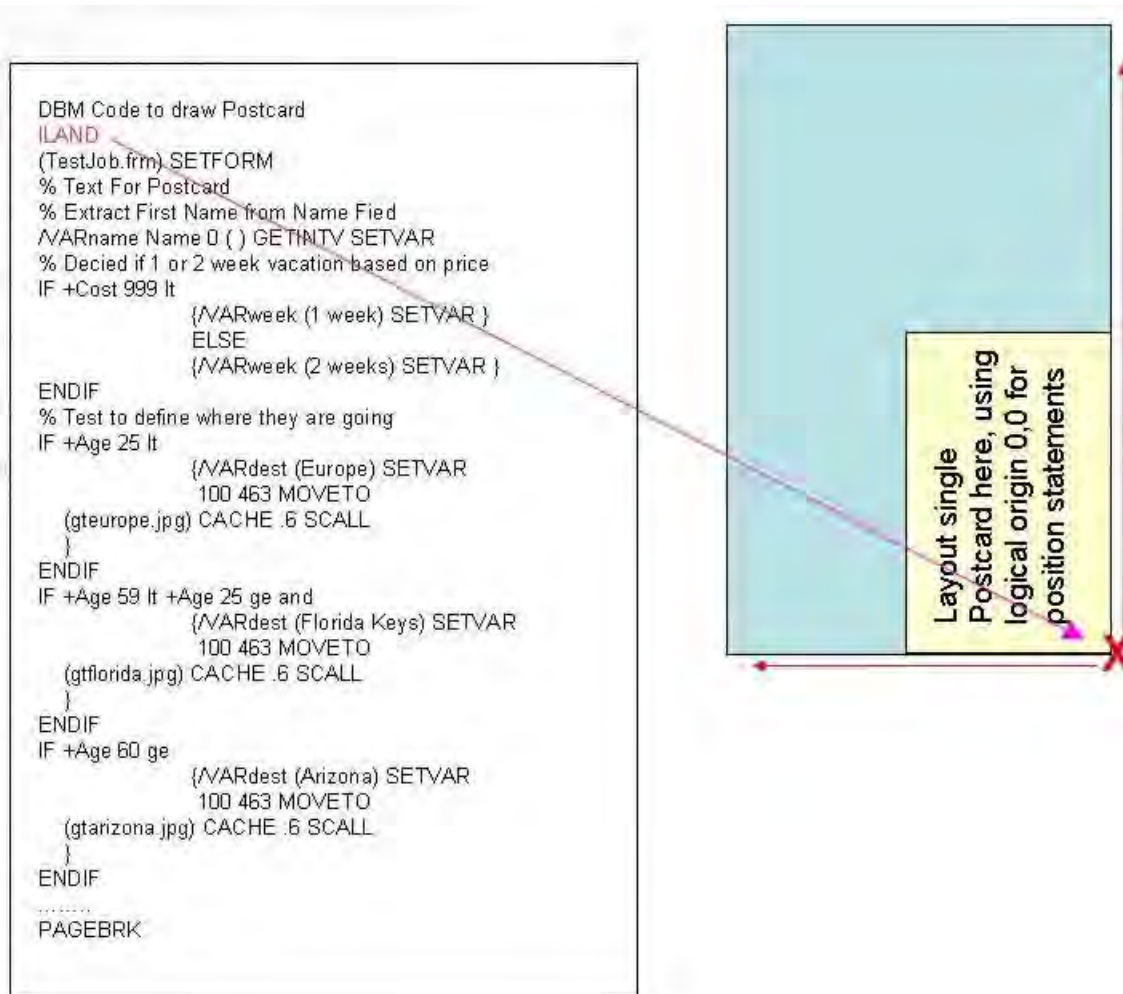 DBM Code to draw Postcard
ILAND
(TestJob.frm) SETFORM
% Text For Postcard
% Extract First Name from Name Fied
/VARname Name 0 ( ) GETINTV SETVAR
% Decied if 1 or 2 week vacation based on price
IF +Cost 999 lt
{/VARweek (1 week) SETVAR }
ELSE
{/VARweek (2 weeks) SETVAR }
ENDIF
% Test to define where they are going
IF +Age 25 lt
{/VARdest (Europe) SETVAR
100 463 MOVETO
(gteurope.jpg) CACHE .6 SCALL
}
ENDIF
IF +Age 59 lt +Age 25 ge and
{/VARdest (Florida Keys) SETVAR
100 463 MOVETO
(gtflorida.jpg) CACHE .6 SCALL
}
ENDIF
IF +Age 60 ge
{/VARdest (Arizona) SETVAR
100 463 MOVETO
(gtarizona.jpg) CACHE .6 SCALL
}
ENDIF
........
PAGEBRK
Layout single
Postcard here, using
logical origin 0,0 for
position statements
X